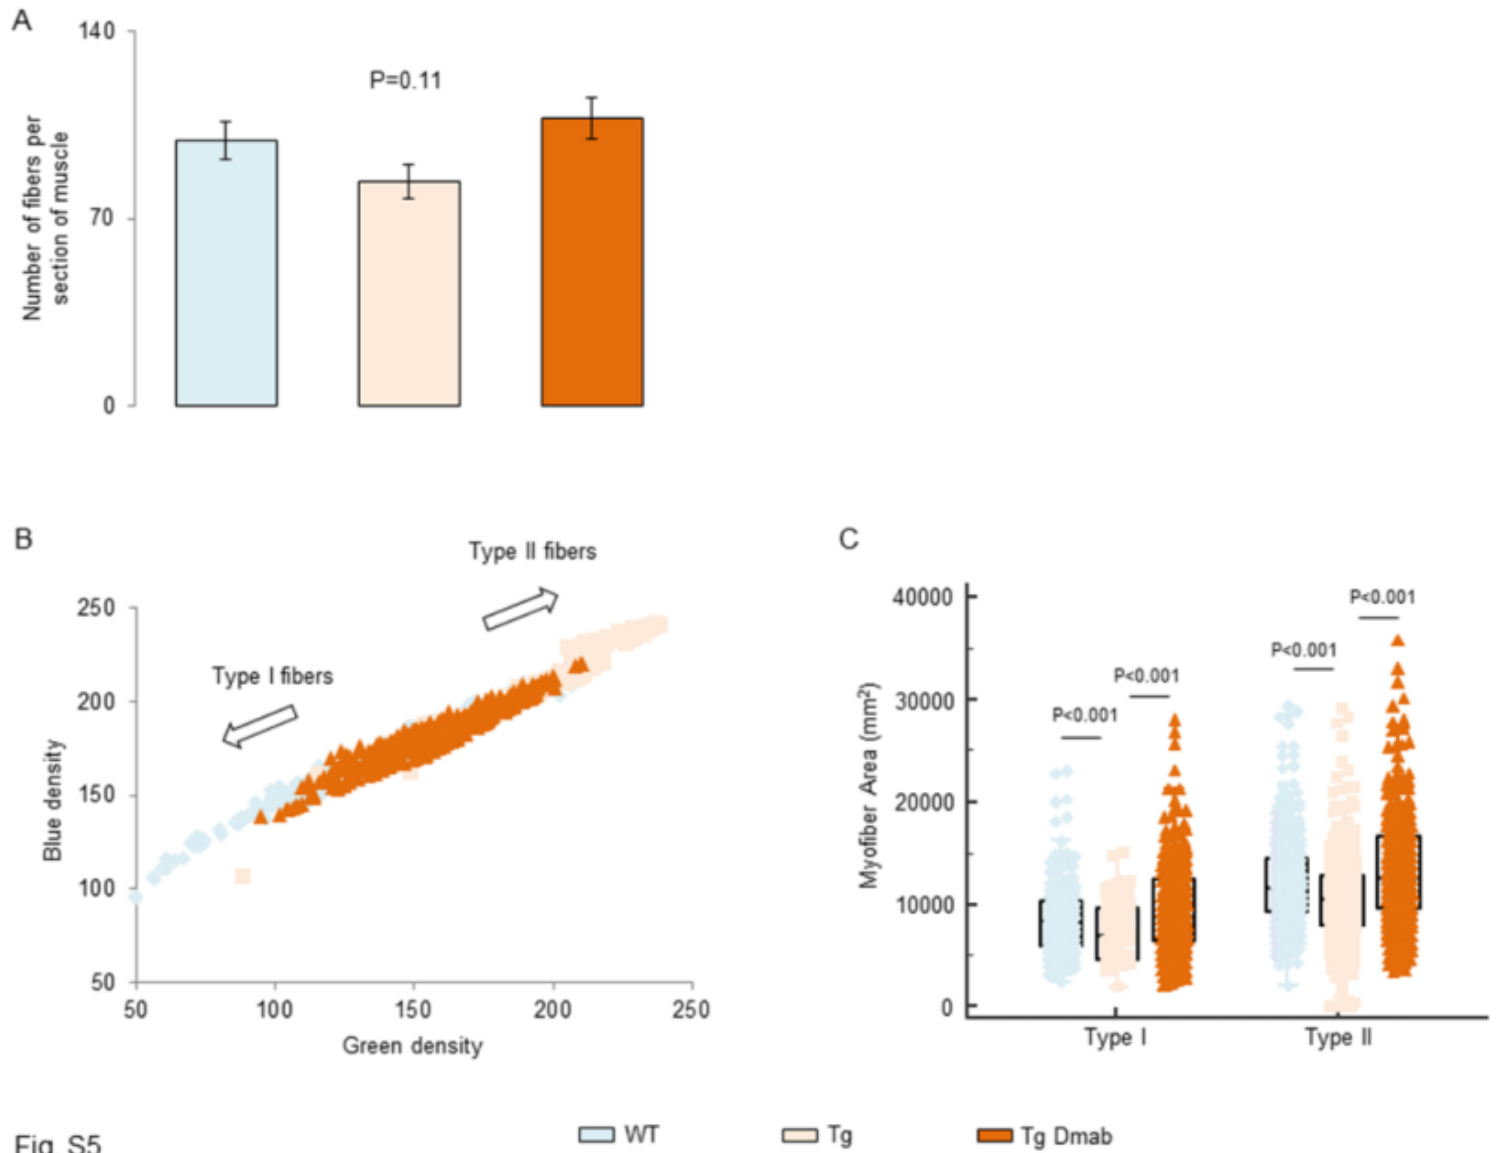 A
140
P=0.11
Number of fibers per
section of muscle
70
0
B
Type II fibers
250
Type I fibers
200
Blue density
150
100
50
50 100 150 200 250
Green density
C
40000
P<0.001
P<0.001
P<0.001
30000
P<0.001
Myofiber Area (mm²)
20000
10000
0
Type I Type II
Fig. S5
WT Tg Tg Dmab